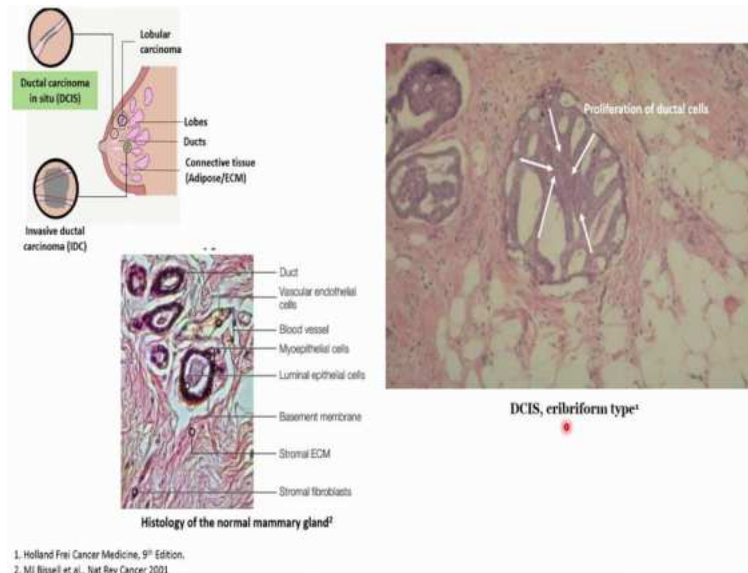 Lobular
carcinoma
Ductal carcinoma
in situ (DCIS)
Lobes
Ducts
Connective tissue
(Adipose/ECM)
Invasive ductal
carcinoma (IDC)
Proliferation of ductal cells
DCIS, cribriform type¹
Duct
Vascular endothelial
cells
Blood vessel
Myoepithelial cells
Luminal epithelial cells
Basement membrane
Stromal ECM
Stromal fibroblasts
Histology of the normal mammary gland²
1. Holland Frei Cancer Medicine, 9th Edition.
2. MJ Bissell et al., Nat Rev Cancer 2001